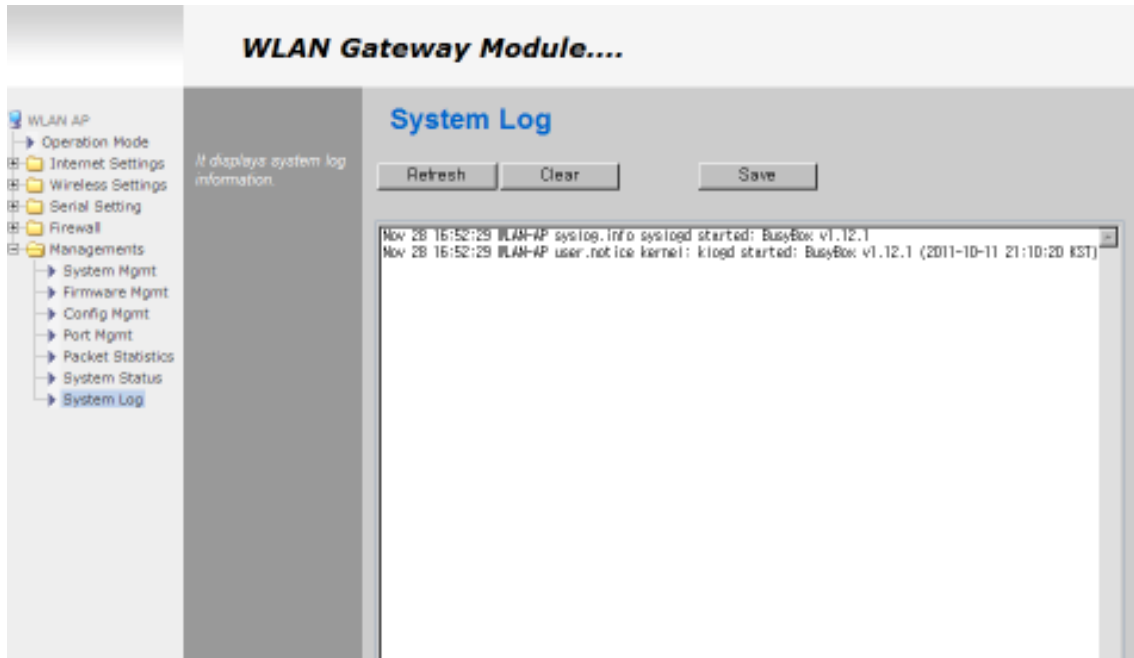 WLAN Gateway Module....
WLAN AP
Operation Mode
Internet Settings
Wireless Settings
Serial Setting
Firewall
Managements
System Mgmt
Firmware Mgmt
Config Mgmt
Port Mgmt
Packet Statistics
System Status
System Log
It displays system log
information.
System Log
Refresh Clear Save
Nov 28 16:52:29 WLAN-AP syslog.info syslogd started: BusyBox v1.12.1
Nov 28 16:52:29 WLAN-AP user.notice kernel: klogd started: BusyBox v1.12.1 (2011-10-11 21:10:20 KST)